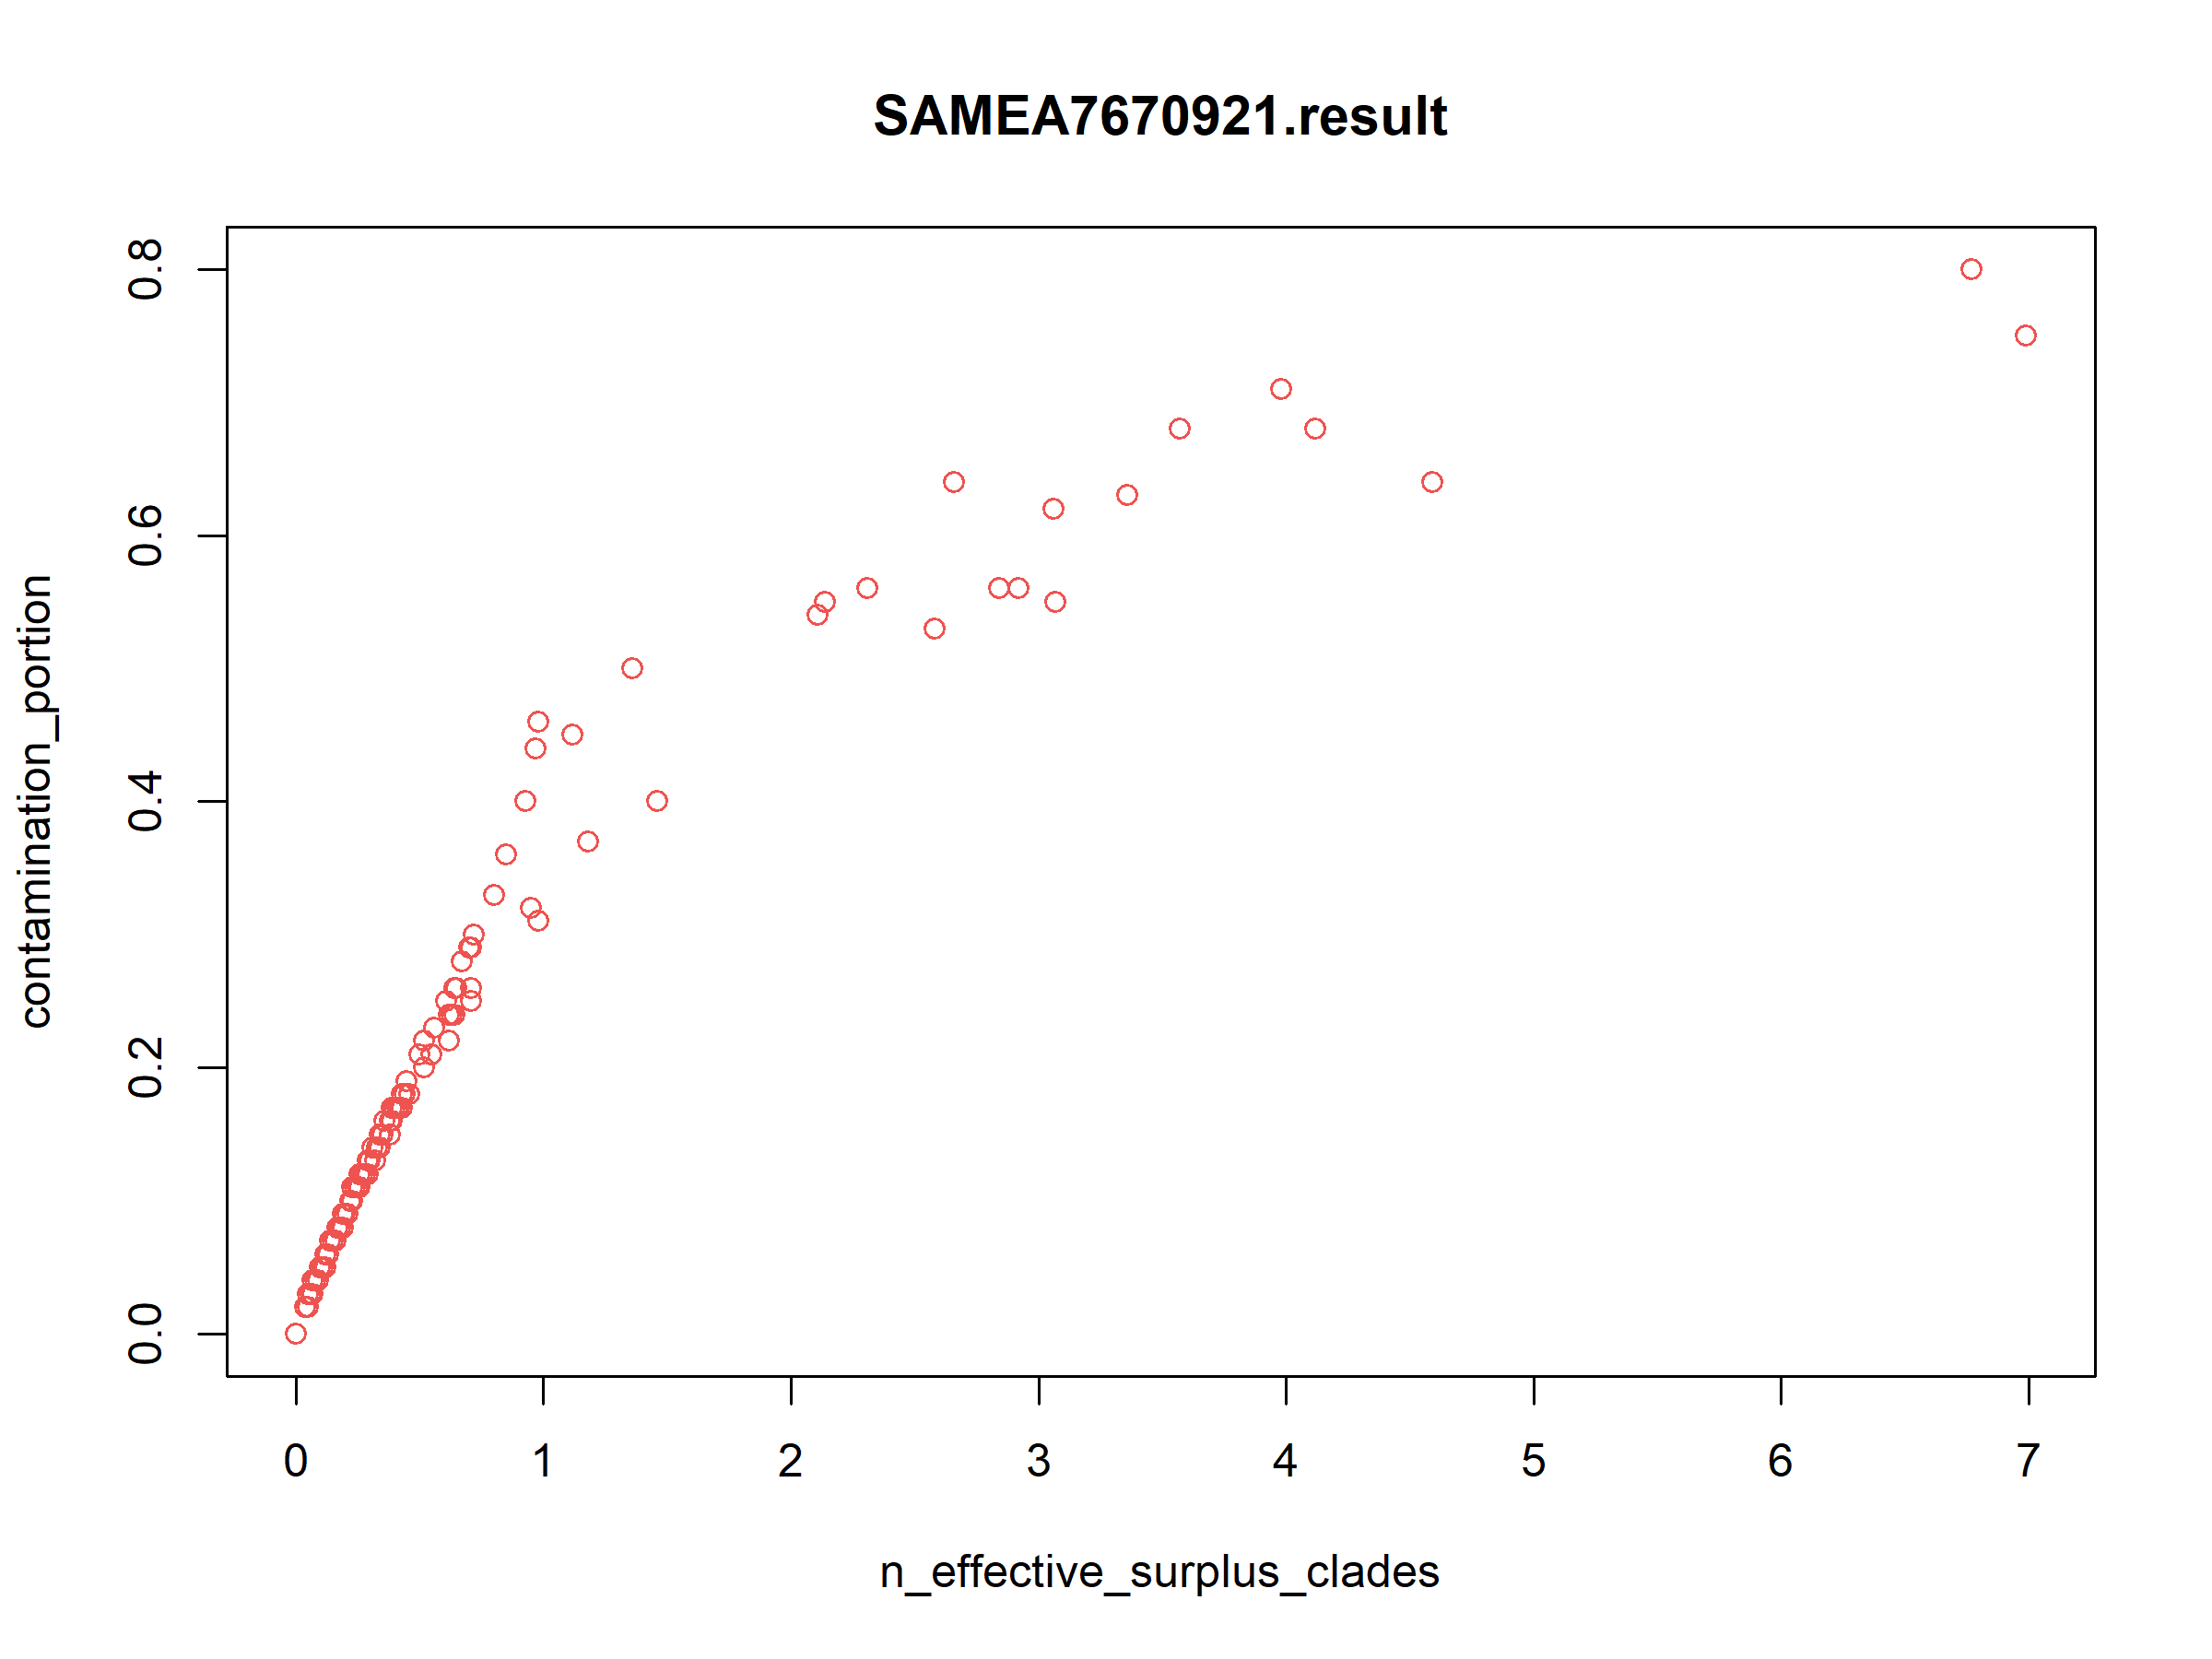 SAMEA7670921.result
contamination_portion
0.8
0.6
0.4
0.2
0.0
0 1 2 3 4 5 6 7
n_effective_surplus_clades